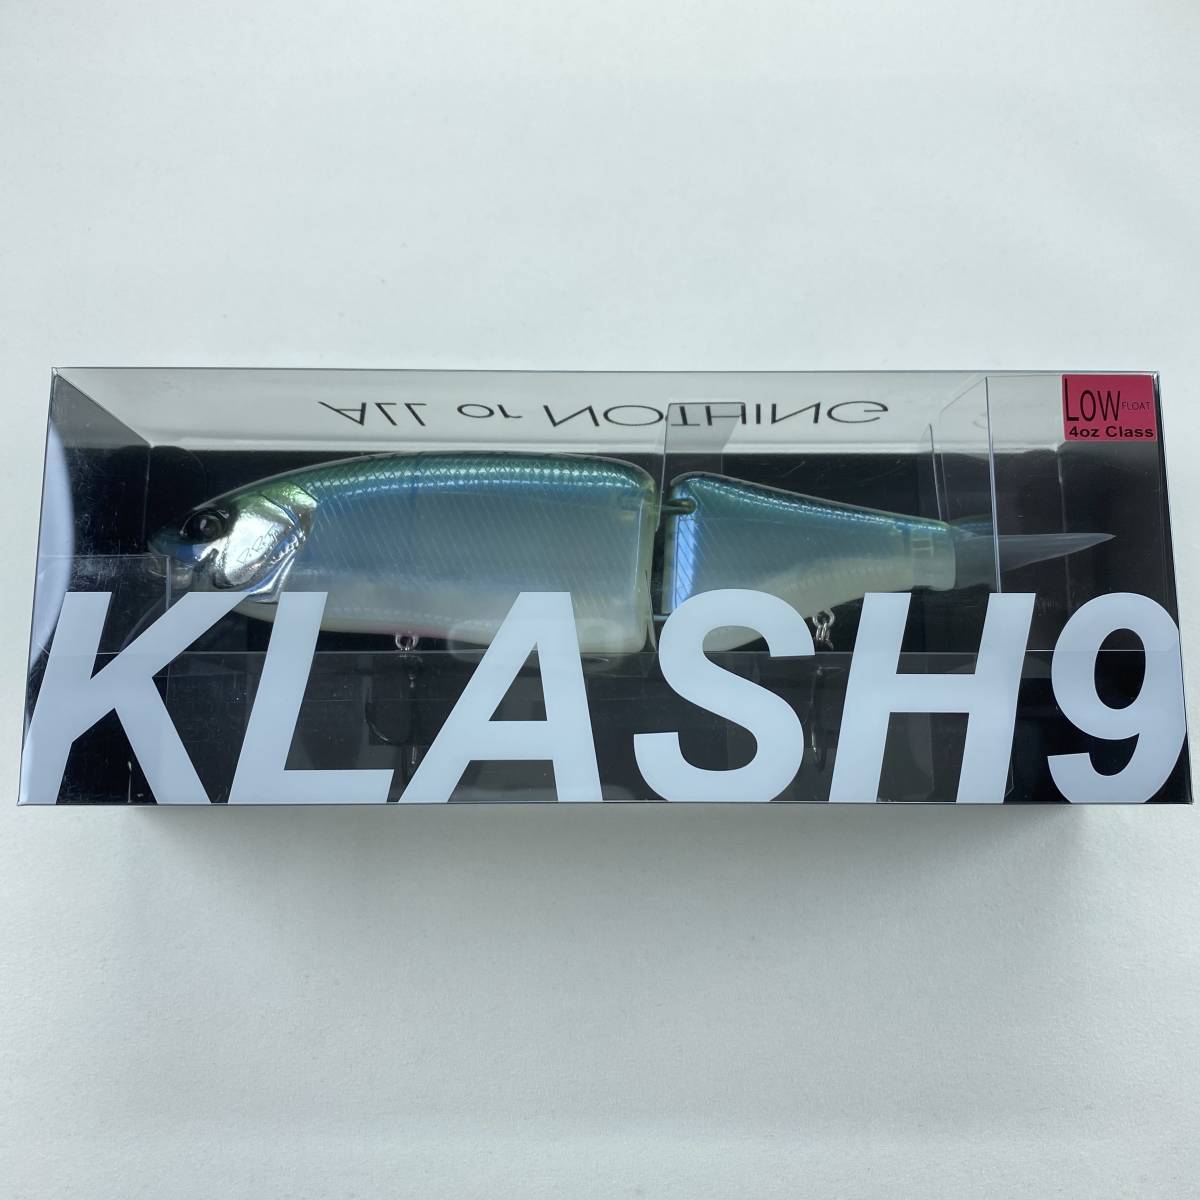 ALL or NOTHING
LOW FLOAT
4oz Class
KLASH9